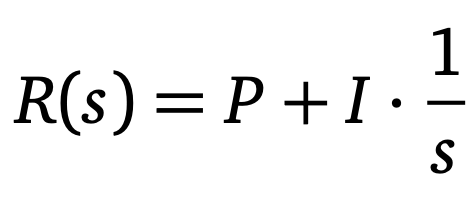 R(s) = P + I · 1/s